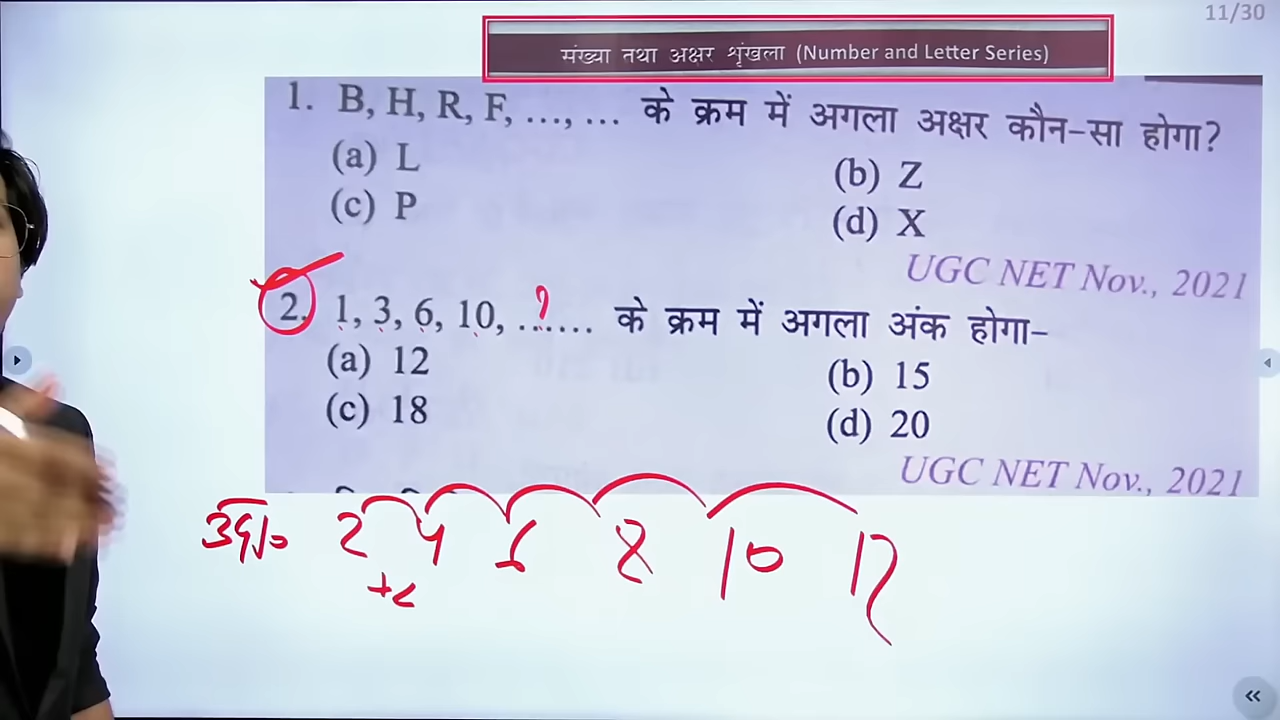 11/30
संख्या तथा अक्षर शृंखला (Number and Letter Series)
1. B, H, R, F, ..., ... के क्रम में अगला अक्षर कौन-सा होगा?
(a) L
(b) Z
(c) P
(d) X
UGC NET Nov., 2021
2. 1, 3, 6, 10, ....... के क्रम में अगला अंक होगा-
?
(a) 12
(b) 15
(c) 18
(d) 20
UGC NET Nov., 2021
उदा० 2 4 6 8 10 12
+2